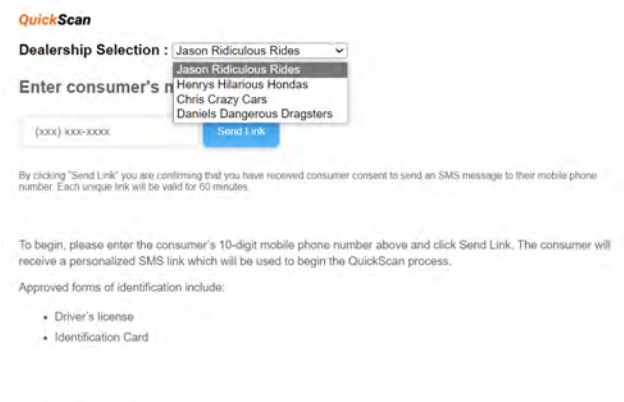 QuickScan
Dealership Selection : Jason Ridiculous Rides
Jason Ridiculous Rides
Henrys Hilarious Hondas
Chris Crazy Cars
Daniels Dangerous Dragsters
Enter consumer's
(xxx) xxx-xxxx
Send Link
By clicking "Send Link" you are confirming that you have received consumer consent to send an SMS message to their mobile phone
number. Each unique link will be valid for 60 minutes.
To begin, please enter the consumer's 10-digit mobile phone number above and click Send Link. The consumer will
receive a personalized SMS link which will be used to begin the QuickScan process.
Approved forms of identification include:
• Driver's license
• Identification Card